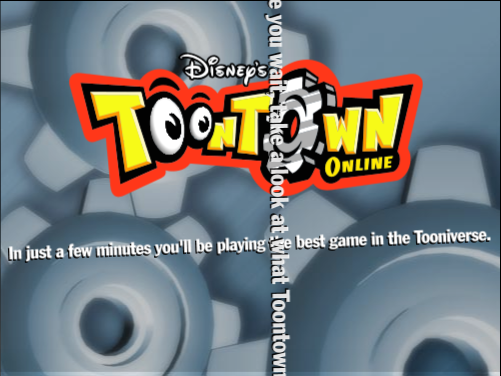 Disney's
TOONTOWN
ONLINE
In just a few minutes you'll be playing the best game in the Tooniverse.
e you wait, take a look at what Toontown